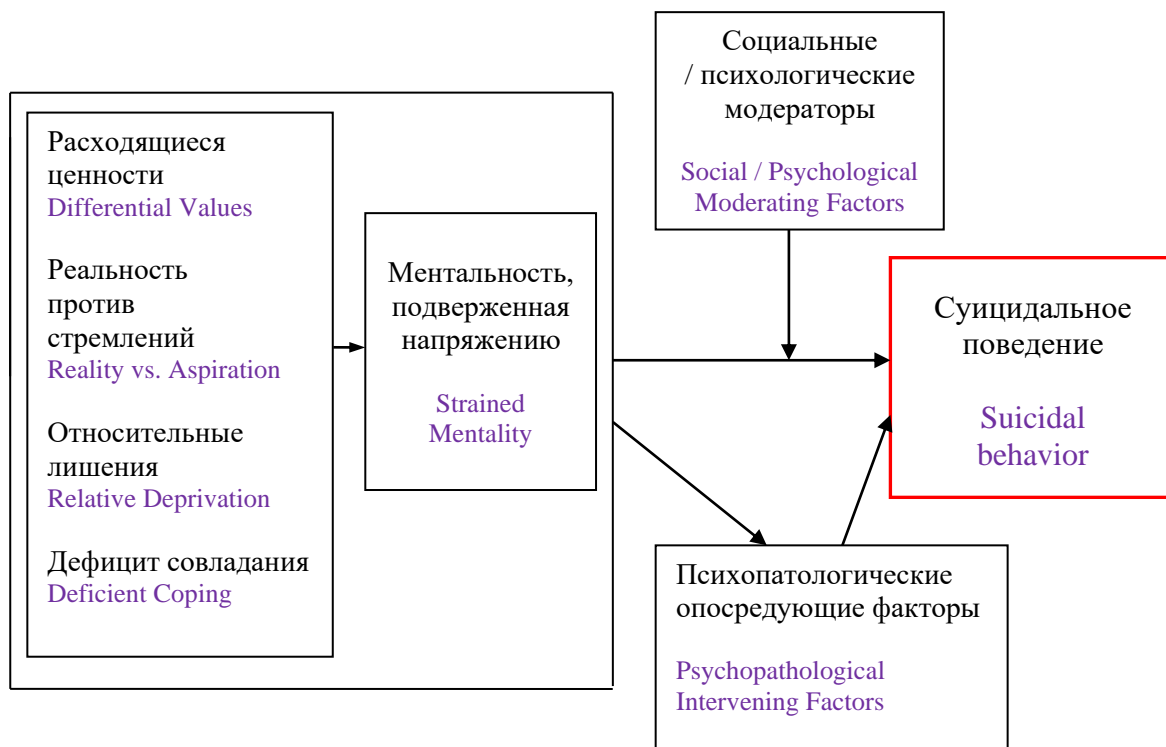 Социальные
/ психологические
модераторы
Social / Psychological
Moderating Factors
Расходящиеся
ценности
Differential Values
Реальность
против
стремлений
Reality vs. Aspiration
Относительные
лишения
Relative Deprivation
Дефицит совладания
Deficient Coping
Ментальность,
подверженная
напряжению
Strained
Mentality
Суицидальное
поведение
Suicidal
behavior
Психопатологические
опосредующие факторы
Psychopathological
Intervening Factors